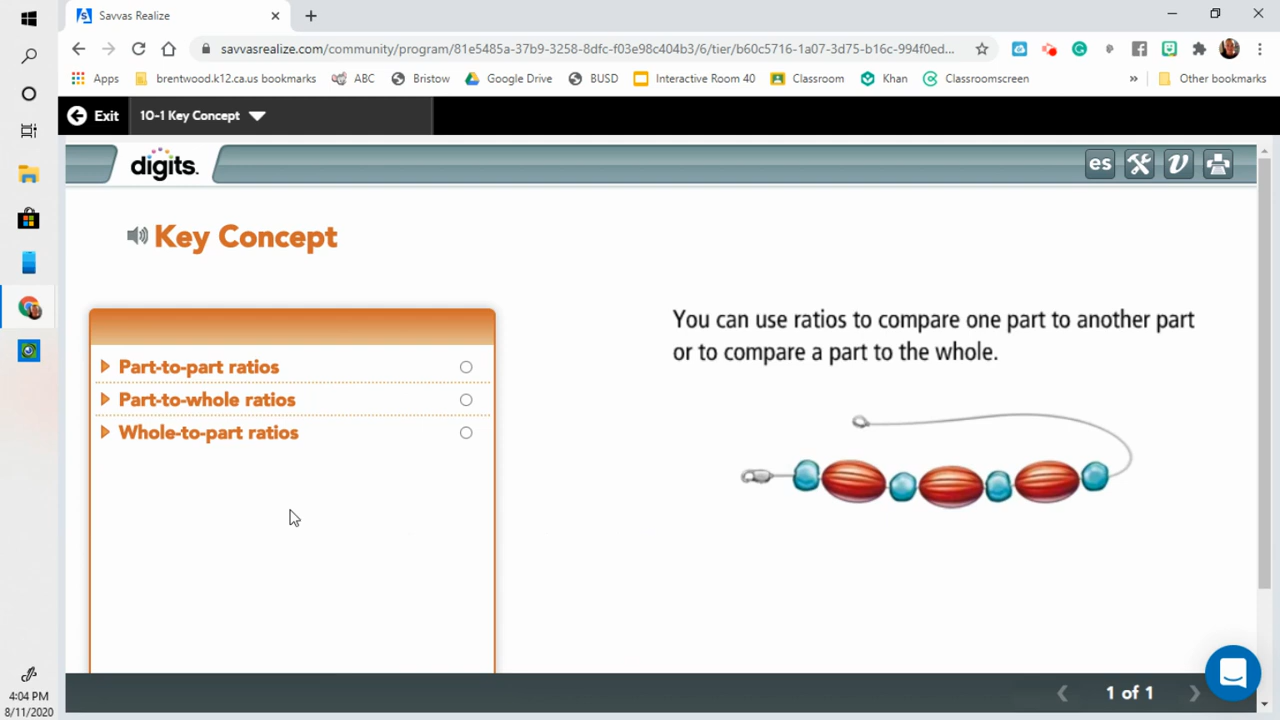 Savvas Realize
savvasrealize.com/community/program/81e5485a-37b9-3258-8dfc-f03e98c404b3/6/tier/b60c5716-1a07-3d75-b16c-994f0ed...
Apps brentwood.k12.ca.us bookmarks ABC Bristow Google Drive BUSD Interactive Room 40 Classroom Khan Classroomscreen » Other bookmarks
Exit 10-1 Key Concept
digits. es
Key Concept
Part-to-part ratios
Part-to-whole ratios
Whole-to-part ratios
You can use ratios to compare one part to another part
or to compare a part to the whole.
1 of 1
4:04 PM
8/11/2020